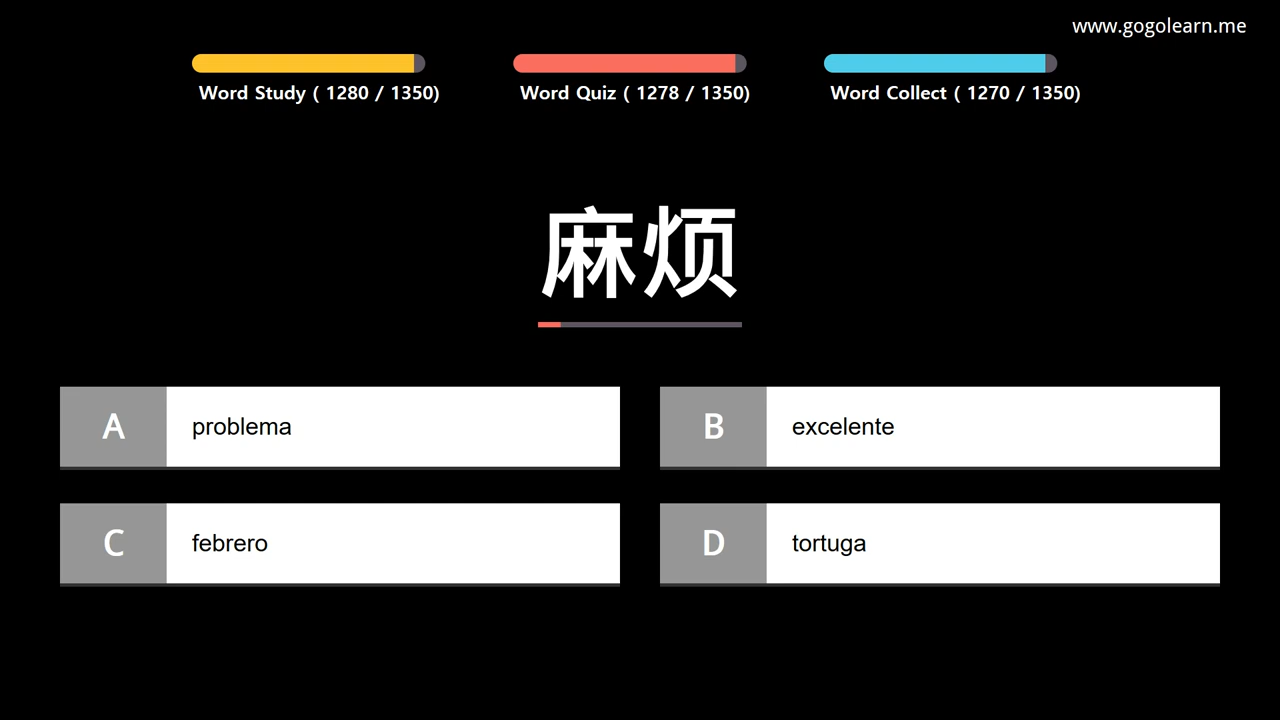 www.gogolearn.me
Word Study ( 1280 / 1350)
Word Quiz ( 1278 / 1350)
Word Collect ( 1270 / 1350)
麻烦
A problema
B excelente
C febrero
D tortuga